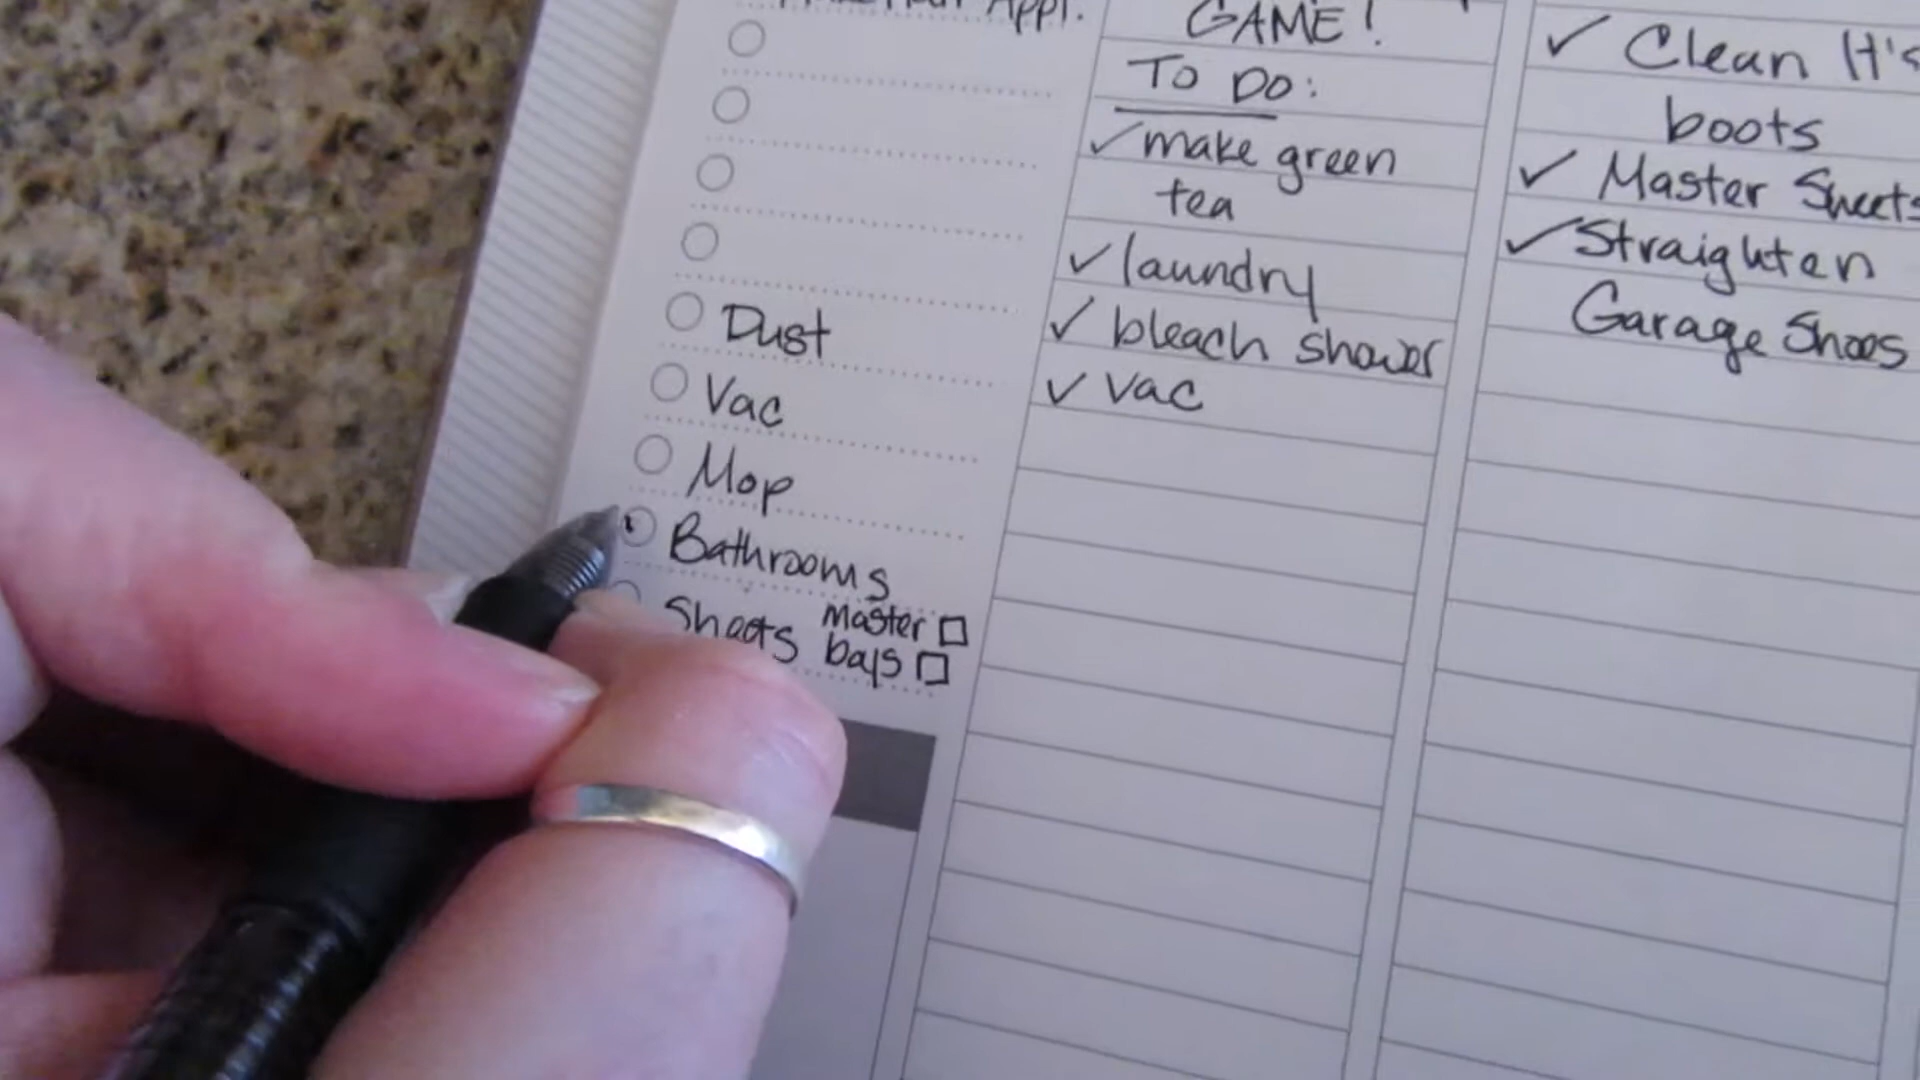 Appt.
Dust
Vac
Mop
Bathrooms
Sheets master
boys
GAME!
To Do:
✓ make green
tea
✓ laundry
✓ bleach shower
✓ vac
✓ Clean It's
boots
✓ Master Sheets
✓ Straighten
Garage Shoes